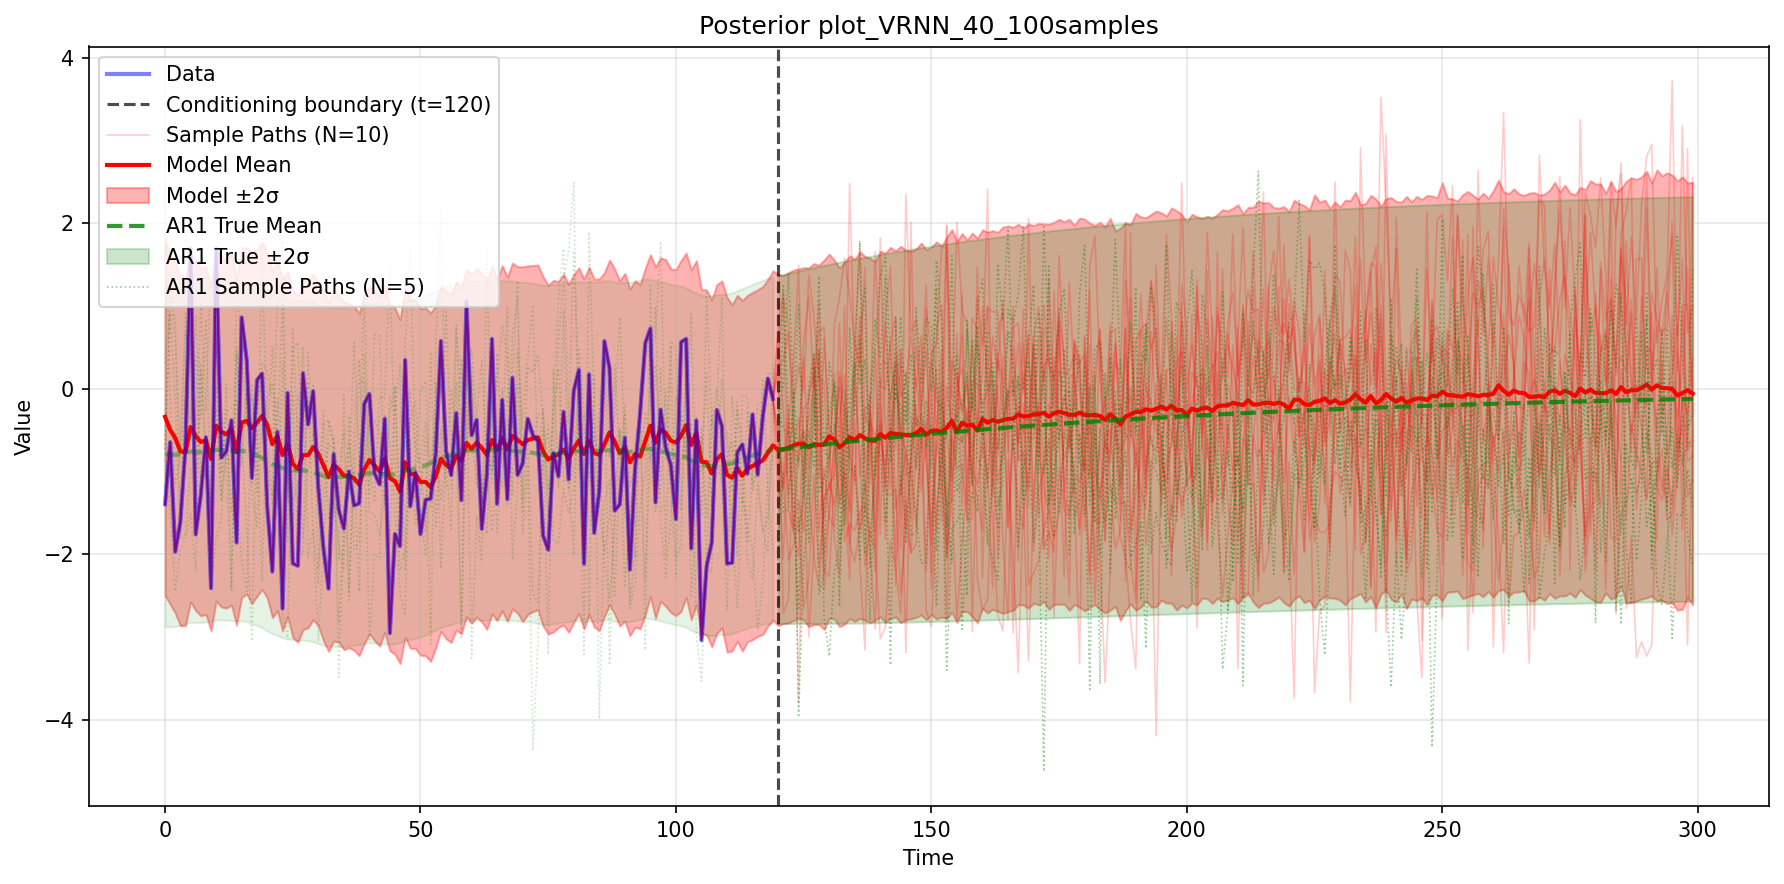 Posterior plot_VRNN_40_100samples
Data
Conditioning boundary (t=120)
Sample Paths (N=10)
Model Mean
Model ±2σ
AR1 True Mean
AR1 True ±2σ
AR1 Sample Paths (N=5)
4
2
0
−2
−4
Value
0 50 100 150 200 250 300
Time